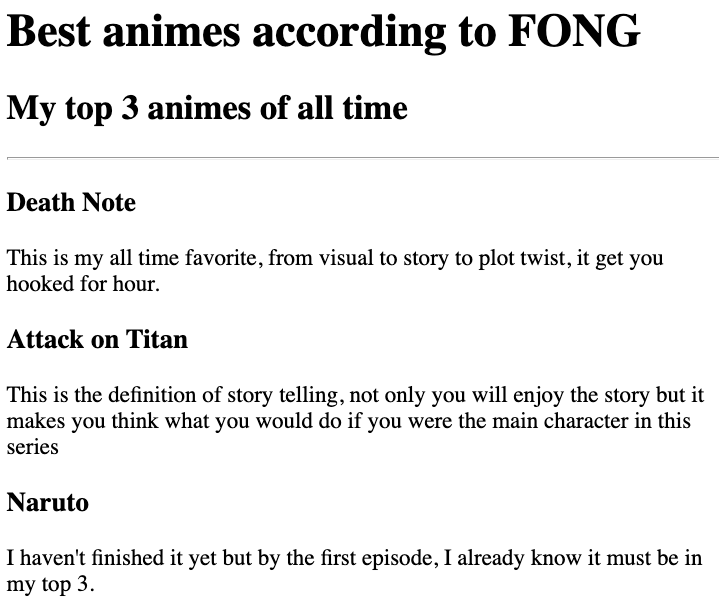 Best animes according to FONG
My top 3 animes of all time
Death Note
This is my all time favorite, from visual to story to plot twist, it get you
hooked for hour.
Attack on Titan
This is the definition of story telling, not only you will enjoy the story but it
makes you think what you would do if you were the main character in this
series
Naruto
I haven't finished it yet but by the first episode, I already know it must be in
my top 3.